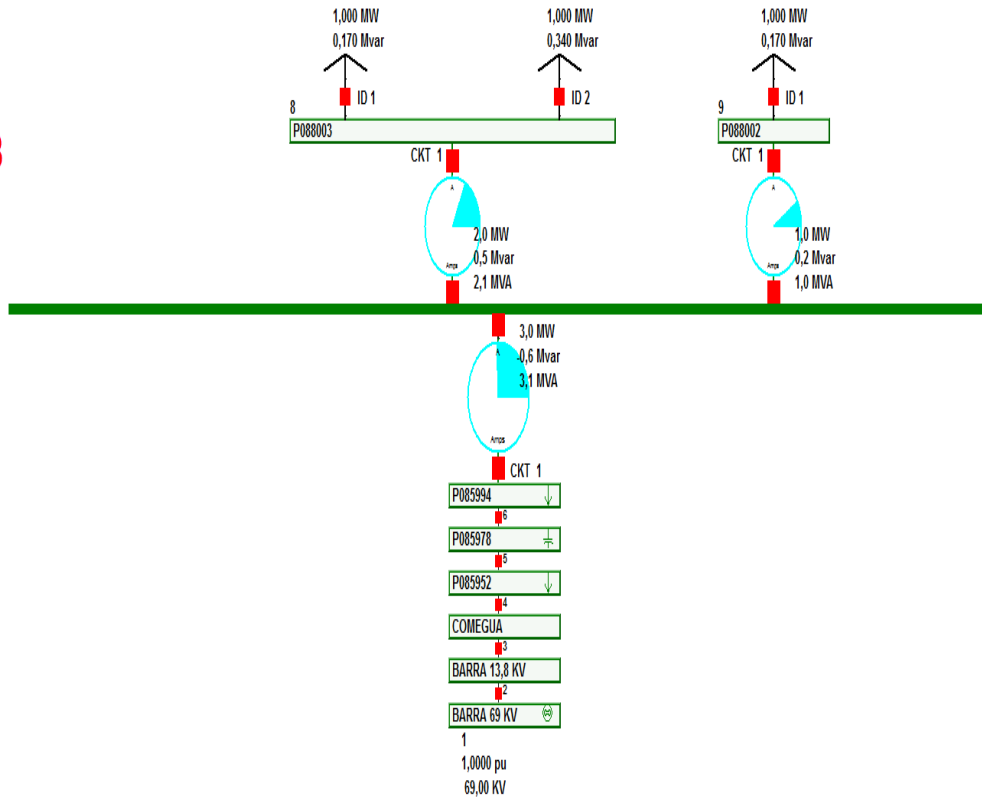 1,000 MW
0,170 Mvar
1,000 MW
0,340 Mvar
1,000 MW
0,170 Mvar
ID 1
ID 2
ID 1
8
P088003
9
P088002
CKT 1
CKT 1
A
Amps
2,0 MW
0,5 Mvar
2,1 MVA
A
Amps
1,0 MW
0,2 Mvar
1,0 MVA
3,0 MW
-0,6 Mvar
3,1 MVA
A
Amps
CKT 1
P085994
6
P085978
5
P085952
4
COMEGUA
3
BARRA 13,8 KV
2
BARRA 69 KV
1
1,0000 pu
69,00 KV